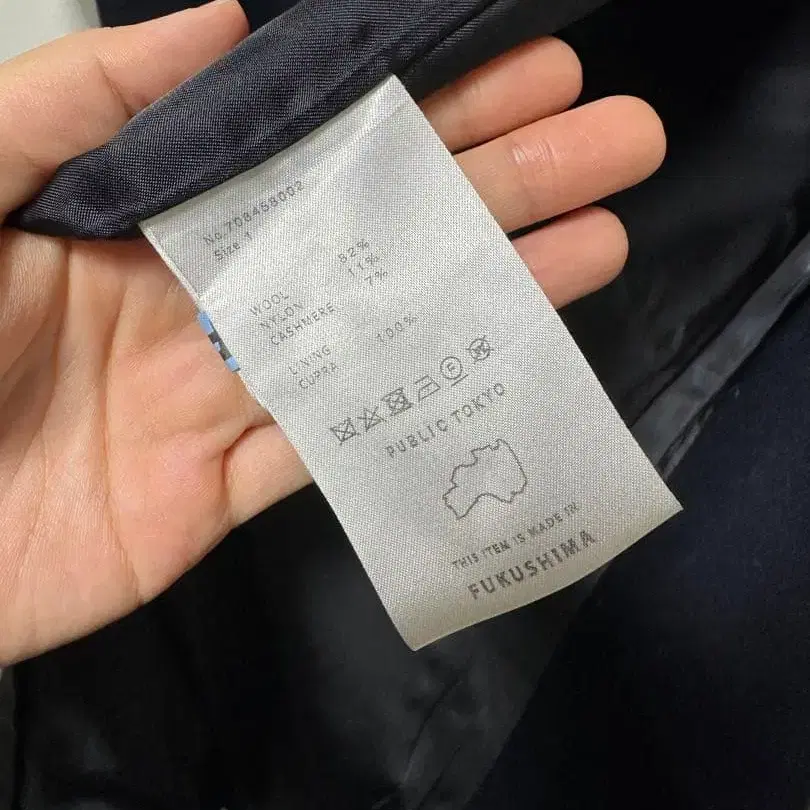 No.708458002
Size 1
WOOL 82%
NYLON 11%
CASHMERE 7%
LINING
CUPRA 100%
PUBLIC TOKYO
THIS ITEM IS MADE IN
FUKUSHIMA